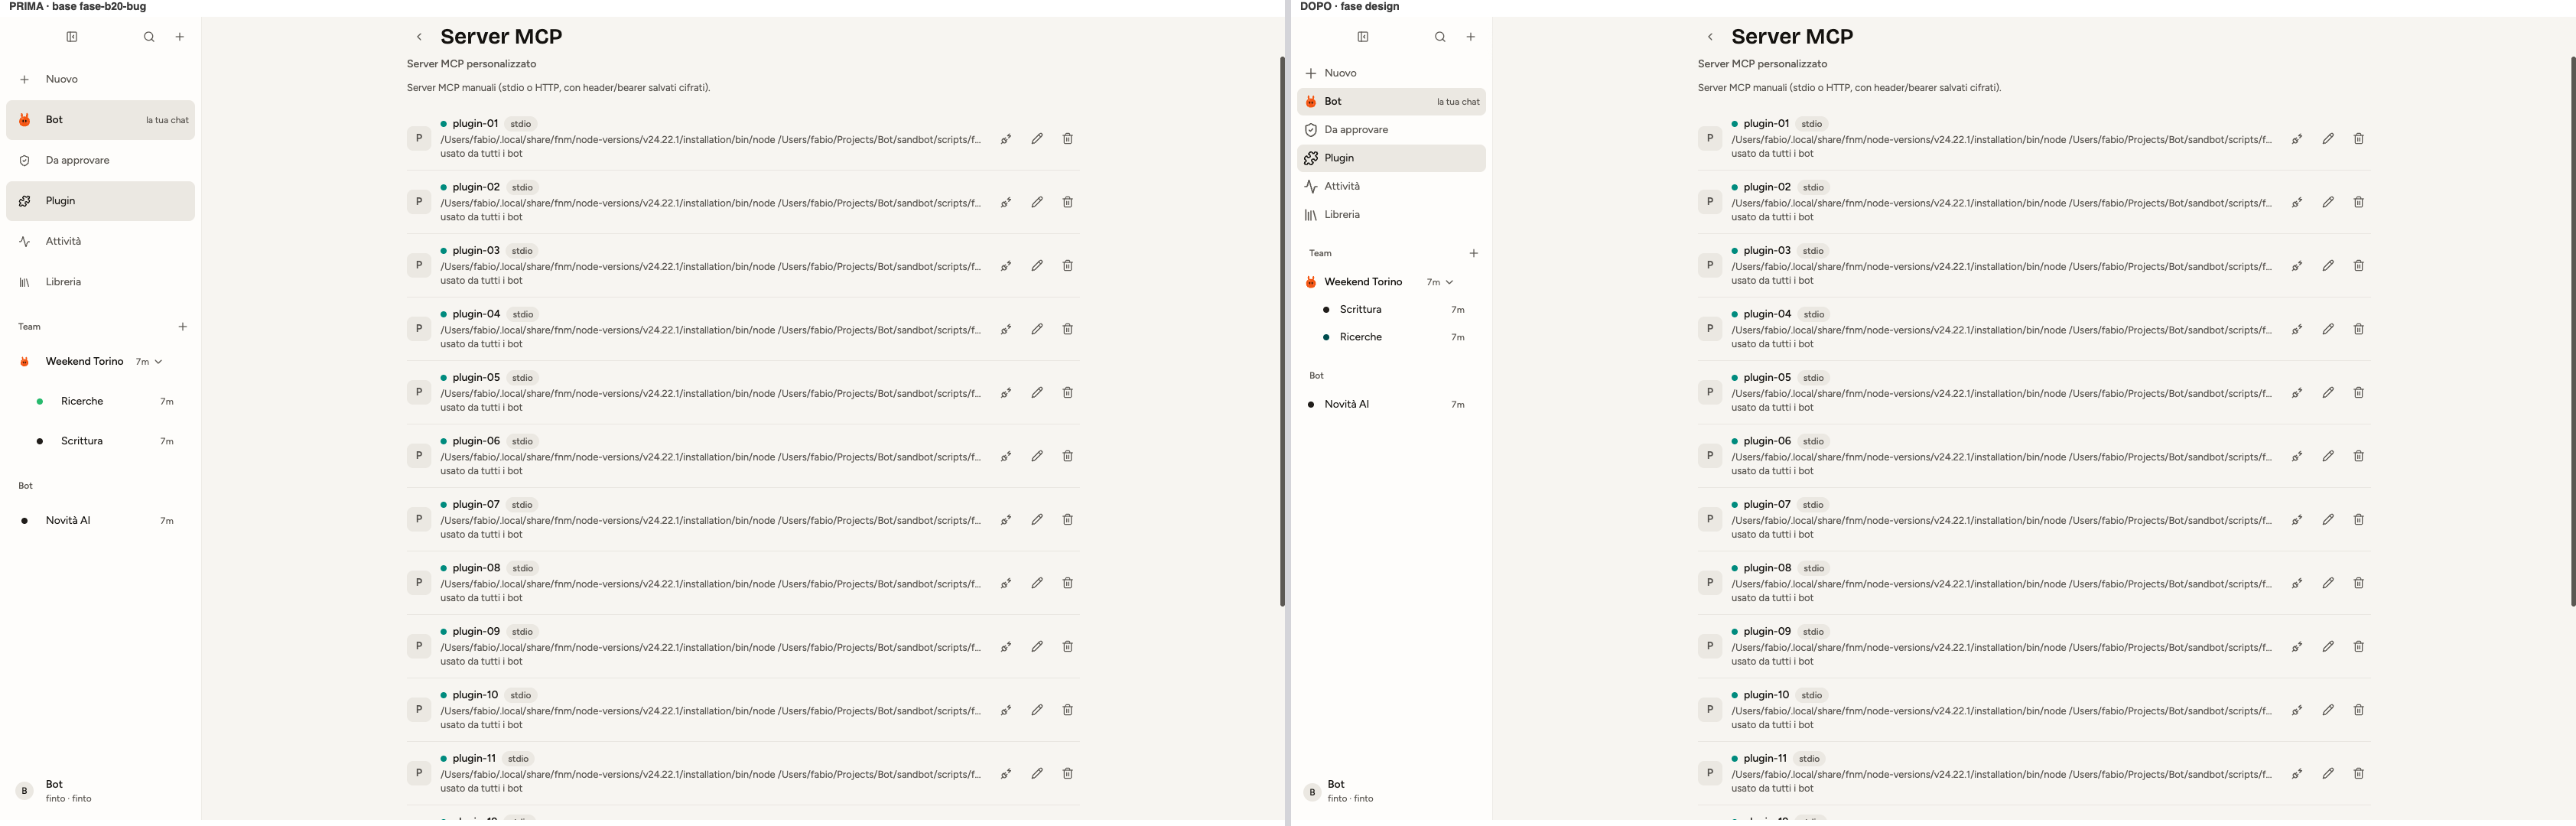 PRIMA · base fase-b20-bug
Nuovo
Bot la tua chat
Da approvare
Plugin
Attività
Libreria
Team
Weekend Torino 7m
Ricerche 7m
Scrittura 7m
Bot
Novità AI 7m
B Bot
finto · finto
Server MCP
Server MCP personalizzato
Server MCP manuali (stdio o HTTP, con header/bearer salvati cifrati).
P plugin-01 stdio
/Users/fabio/.local/share/fnm/node-versions/v24.22.1/installation/bin/node /Users/fabio/Projects/Bot/sandbot/scripts/f...
usato da tutti i bot
P plugin-02 stdio
/Users/fabio/.local/share/fnm/node-versions/v24.22.1/installation/bin/node /Users/fabio/Projects/Bot/sandbot/scripts/f...
usato da tutti i bot
P plugin-03 stdio
/Users/fabio/.local/share/fnm/node-versions/v24.22.1/installation/bin/node /Users/fabio/Projects/Bot/sandbot/scripts/f...
usato da tutti i bot
P plugin-04 stdio
/Users/fabio/.local/share/fnm/node-versions/v24.22.1/installation/bin/node /Users/fabio/Projects/Bot/sandbot/scripts/f...
usato da tutti i bot
P plugin-05 stdio
/Users/fabio/.local/share/fnm/node-versions/v24.22.1/installation/bin/node /Users/fabio/Projects/Bot/sandbot/scripts/f...
usato da tutti i bot
P plugin-06 stdio
/Users/fabio/.local/share/fnm/node-versions/v24.22.1/installation/bin/node /Users/fabio/Projects/Bot/sandbot/scripts/f...
usato da tutti i bot
P plugin-07 stdio
/Users/fabio/.local/share/fnm/node-versions/v24.22.1/installation/bin/node /Users/fabio/Projects/Bot/sandbot/scripts/f...
usato da tutti i bot
P plugin-08 stdio
/Users/fabio/.local/share/fnm/node-versions/v24.22.1/installation/bin/node /Users/fabio/Projects/Bot/sandbot/scripts/f...
usato da tutti i bot
P plugin-09 stdio
/Users/fabio/.local/share/fnm/node-versions/v24.22.1/installation/bin/node /Users/fabio/Projects/Bot/sandbot/scripts/f...
usato da tutti i bot
P plugin-10 stdio
/Users/fabio/.local/share/fnm/node-versions/v24.22.1/installation/bin/node /Users/fabio/Projects/Bot/sandbot/scripts/f...
usato da tutti i bot
P plugin-11 stdio
/Users/fabio/.local/share/fnm/node-versions/v24.22.1/installation/bin/node /Users/fabio/Projects/Bot/sandbot/scripts/f...
usato da tutti i bot
DOPO · fase design
Nuovo
Bot la tua chat
Da approvare
Plugin
Attività
Libreria
Team
Weekend Torino 7m
Scrittura 7m
Ricerche 7m
Bot
Novità AI 7m
B Bot
finto · finto
Server MCP
Server MCP personalizzato
Server MCP manuali (stdio o HTTP, con header/bearer salvati cifrati).
P plugin-01 stdio
/Users/fabio/.local/share/fnm/node-versions/v24.22.1/installation/bin/node /Users/fabio/Projects/Bot/sandbot/scripts/f...
usato da tutti i bot
P plugin-02 stdio
/Users/fabio/.local/share/fnm/node-versions/v24.22.1/installation/bin/node /Users/fabio/Projects/Bot/sandbot/scripts/f...
usato da tutti i bot
P plugin-03 stdio
/Users/fabio/.local/share/fnm/node-versions/v24.22.1/installation/bin/node /Users/fabio/Projects/Bot/sandbot/scripts/f...
usato da tutti i bot
P plugin-04 stdio
/Users/fabio/.local/share/fnm/node-versions/v24.22.1/installation/bin/node /Users/fabio/Projects/Bot/sandbot/scripts/f...
usato da tutti i bot
P plugin-05 stdio
/Users/fabio/.local/share/fnm/node-versions/v24.22.1/installation/bin/node /Users/fabio/Projects/Bot/sandbot/scripts/f...
usato da tutti i bot
P plugin-06 stdio
/Users/fabio/.local/share/fnm/node-versions/v24.22.1/installation/bin/node /Users/fabio/Projects/Bot/sandbot/scripts/f...
usato da tutti i bot
P plugin-07 stdio
/Users/fabio/.local/share/fnm/node-versions/v24.22.1/installation/bin/node /Users/fabio/Projects/Bot/sandbot/scripts/f...
usato da tutti i bot
P plugin-08 stdio
/Users/fabio/.local/share/fnm/node-versions/v24.22.1/installation/bin/node /Users/fabio/Projects/Bot/sandbot/scripts/f...
usato da tutti i bot
P plugin-09 stdio
/Users/fabio/.local/share/fnm/node-versions/v24.22.1/installation/bin/node /Users/fabio/Projects/Bot/sandbot/scripts/f...
usato da tutti i bot
P plugin-10 stdio
/Users/fabio/.local/share/fnm/node-versions/v24.22.1/installation/bin/node /Users/fabio/Projects/Bot/sandbot/scripts/f...
usato da tutti i bot
P plugin-11 stdio
/Users/fabio/.local/share/fnm/node-versions/v24.22.1/installation/bin/node /Users/fabio/Projects/Bot/sandbot/scripts/f...
usato da tutti i bot